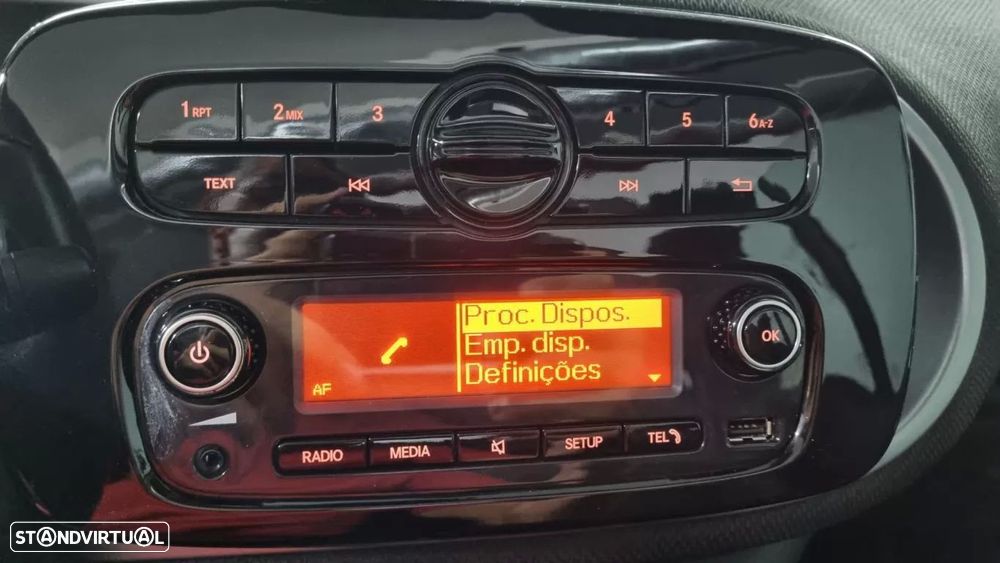 1 RPT 2 MIX 3 4 5 6 A-Z
TEXT
Proc. Dispos.
Emp. disp.
Definições
AF
OK
RADIO MEDIA SETUP TEL
STANDVIRTUAL